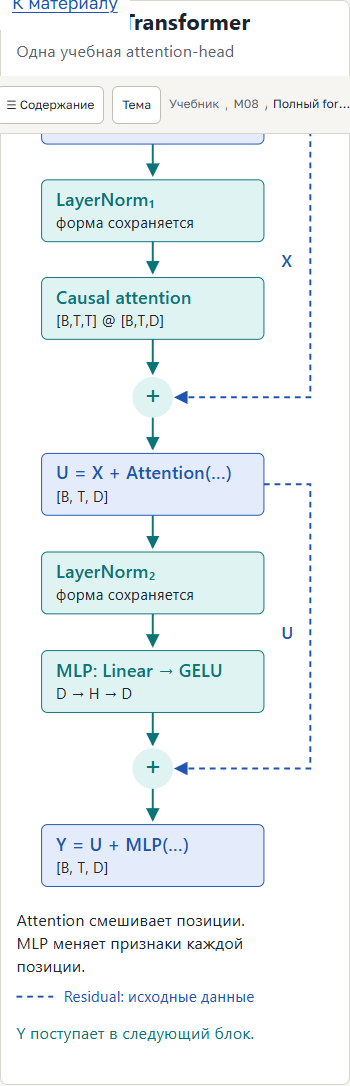 К материалу
Transformer
Одна учебная attention-head
☰ Содержание
Тема
Учебник , M08 , Полный for...
LayerNorm₁
форма сохраняется
X
Causal attention
[B,T,T] @ [B,T,D]
+
U = X + Attention(...)
[B, T, D]
LayerNorm₂
форма сохраняется
U
MLP: Linear → GELU
D → H → D
+
Y = U + MLP(...)
[B, T, D]
Attention смешивает позиции.
MLP меняет признаки каждой
позиции.
Residual: исходные данные
Y поступает в следующий блок.